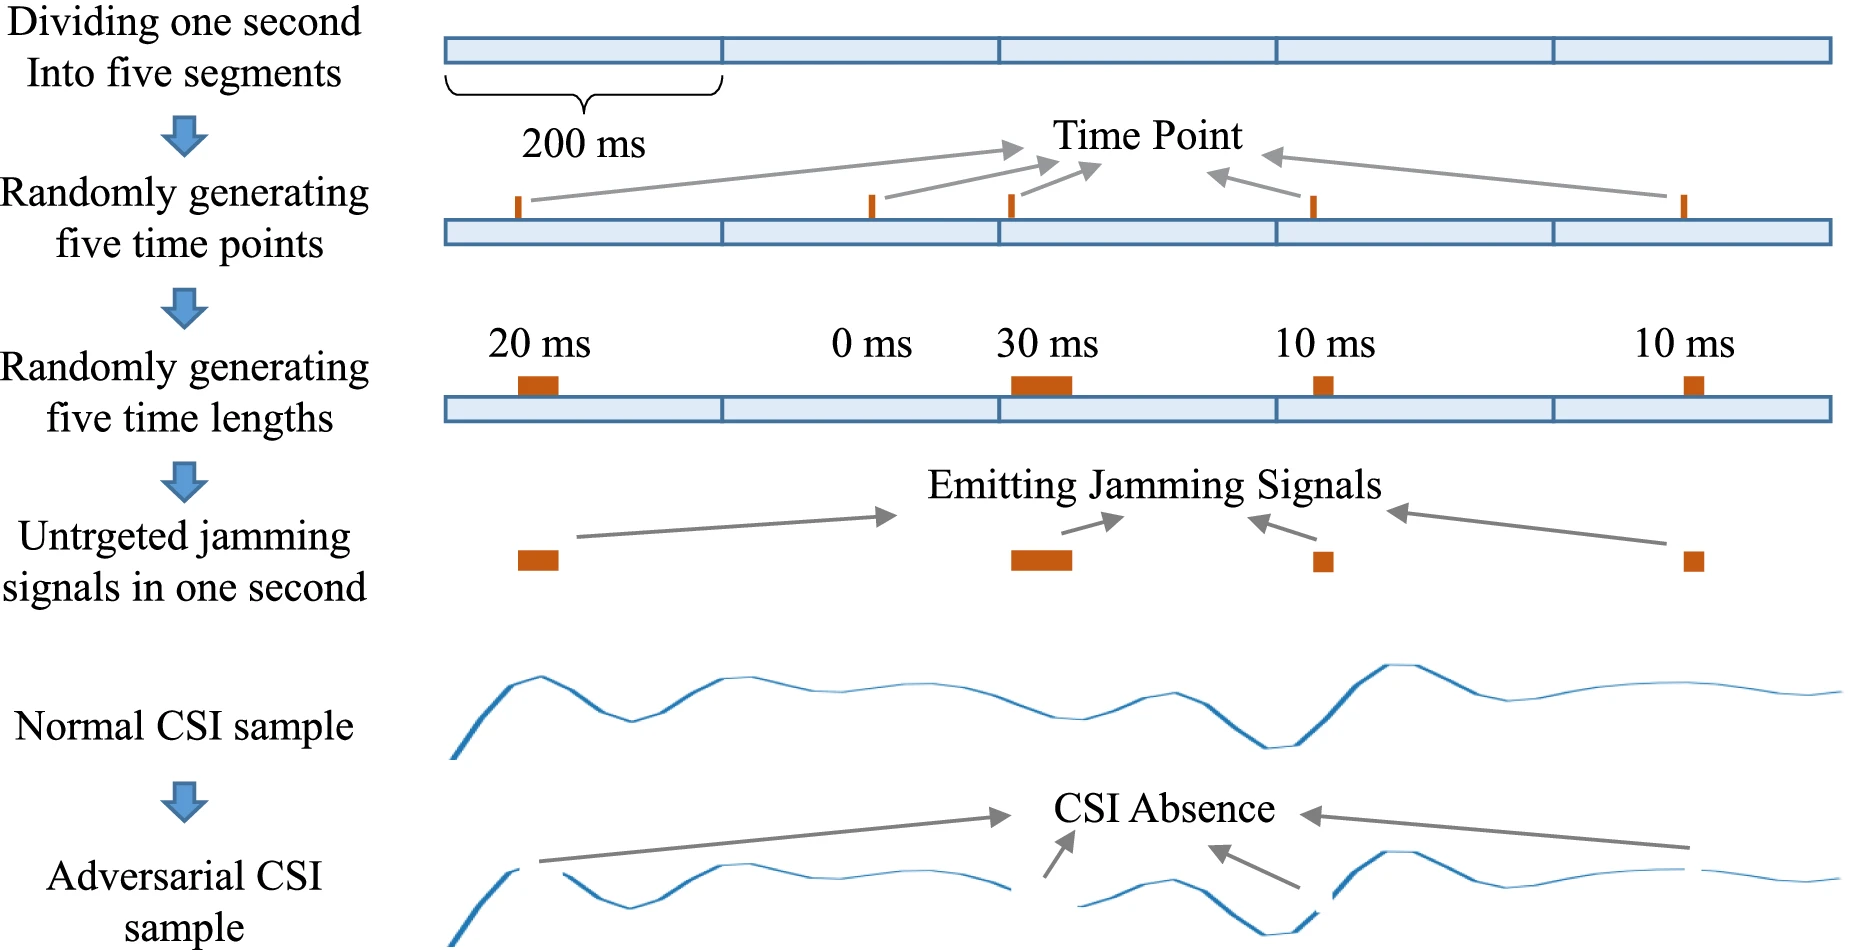 Dividing one second
Into five segments
200 ms
Time Point
Randomly generating
five time points
20 ms
0 ms
30 ms
10 ms
10 ms
Randomly generating
five time lengths
Emitting Jamming Signals
Untrgeted jamming
signals in one second
Normal CSI sample
CSI Absence
Adversarial CSI
sample